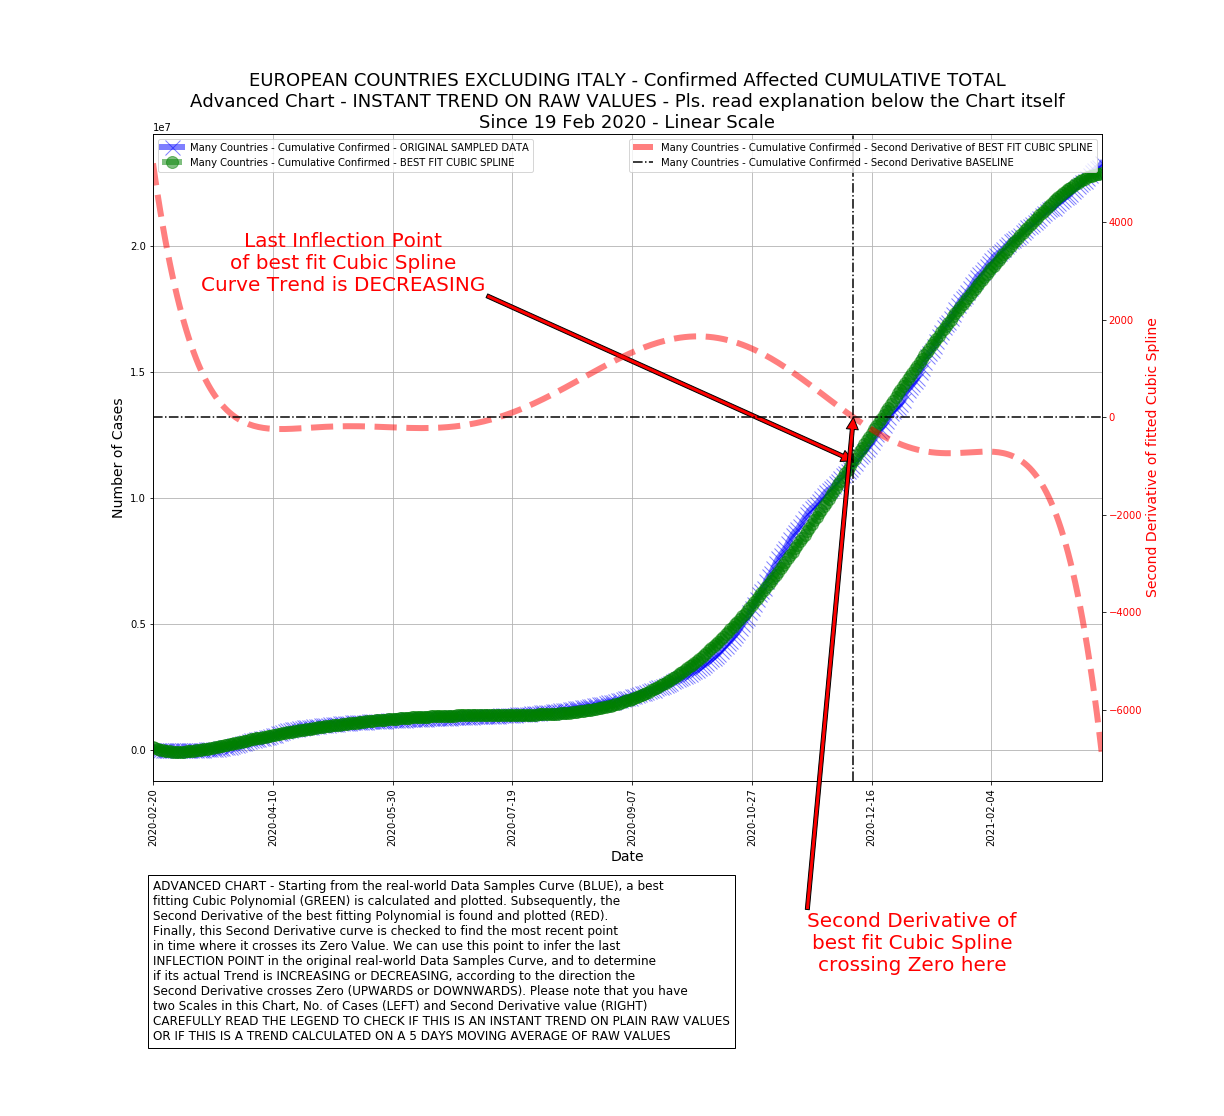 EUROPEAN COUNTRIES EXCLUDING ITALY - Confirmed Affected CUMULATIVE TOTAL
Advanced Chart - INSTANT TREND ON RAW VALUES - Pls. read explanation below the Chart itself
Since 19 Feb 2020 - Linear Scale
1e7
Many Countries - Cumulative Confirmed - ORIGINAL SAMPLED DATA
Many Countries - Cumulative Confirmed - BEST FIT CUBIC SPLINE
Many Countries - Cumulative Confirmed - Second Derivative of BEST FIT CUBIC SPLINE
Many Countries - Cumulative Confirmed - Second Derivative BASELINE
Last Inflection Point
of best fit Cubic Spline
Curve Trend is DECREASING
2.0
1.5
1.0
0.5
0.0
Number of Cases
4000
2000
0
−2000
−4000
−6000
Second Derivative of fitted Cubic Spline
2020-02-20
2020-04-10
2020-05-30
2020-07-19
2020-09-07
2020-10-27
2020-12-16
2021-02-04
Date
ADVANCED CHART - Starting from the real-world Data Samples Curve (BLUE), a best
fitting Cubic Polynomial (GREEN) is calculated and plotted. Subsequently, the
Second Derivative of the best fitting Polynomial is found and plotted (RED).
Finally, this Second Derivative curve is checked to find the most recent point
in time where it crosses its Zero Value. We can use this point to infer the last
INFLECTION POINT in the original real-world Data Samples Curve, and to determine
if its actual Trend is INCREASING or DECREASING, according to the direction the
Second Derivative crosses Zero (UPWARDS or DOWNWARDS). Please note that you have
two Scales in this Chart, No. of Cases (LEFT) and Second Derivative value (RIGHT)
CAREFULLY READ THE LEGEND TO CHECK IF THIS IS AN INSTANT TREND ON PLAIN RAW VALUES
OR IF THIS IS A TREND CALCULATED ON A 5 DAYS MOVING AVERAGE OF RAW VALUES
Second Derivative of
best fit Cubic Spline
crossing Zero here